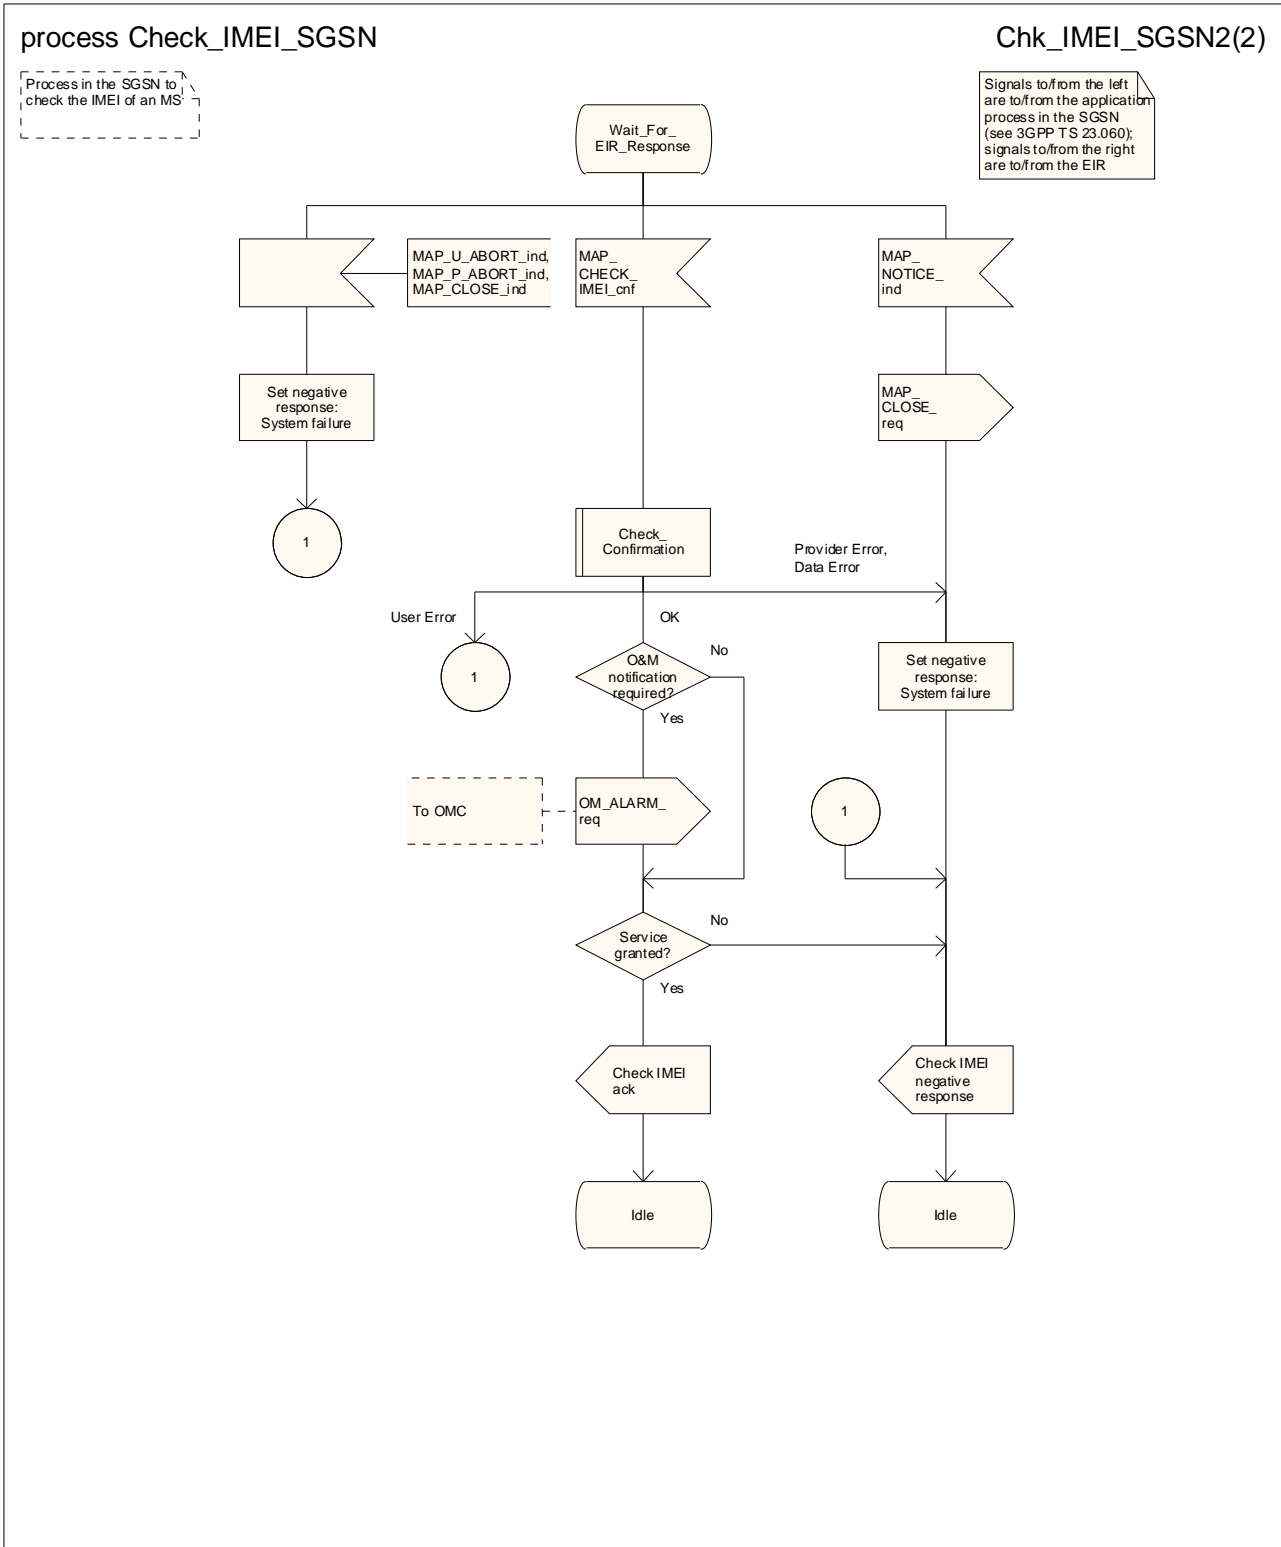 process Check_IMEI_SGSN
Chk_IMEI_SGSN2(2)
Process in the SGSN to
check the IMEI of an MS
Signals to/from the left
are to/from the application
process in the SGSN
(see 3GPP TS 23.060);
signals to/from the right
are to/from the EIR
Wait_For_
EIR_Response
MAP_U_ABORT_ind,
MAP_P_ABORT_ind,
MAP_CLOSE_ind
MAP_
CHECK_
IMEI_cnf
MAP_
NOTICE_
ind
Set negative
response:
System failure
MAP_
CLOSE_
req
1
Check_
Confirmation
Provider Error,
Data Error
User Error
OK
1
O&M
notification
required?
No
Yes
Set negative
response:
System failure
To OMC
OM_ALARM_
req
1
Service
granted?
No
Yes
Check IMEI
ack
Check IMEI
negative
response
Idle
Idle